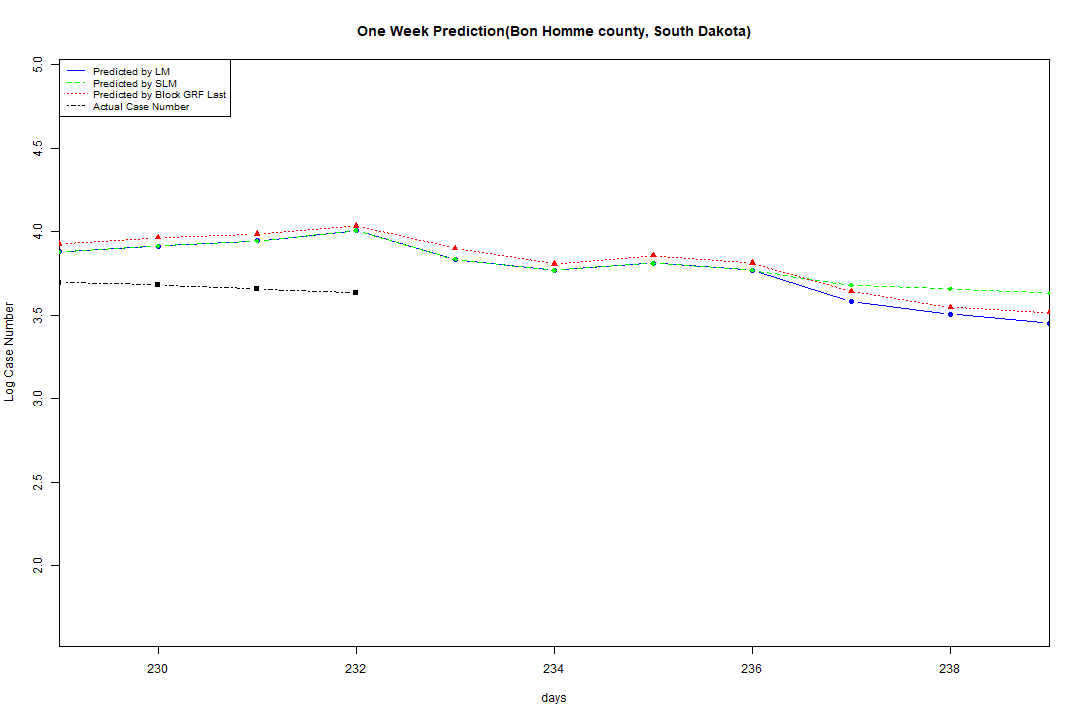 One Week Prediction(Bon Homme county, South Dakota)
Predicted by LM
Predicted by SLM
Predicted by Block GRF Last
Actual Case Number
5.0
4.5
4.0
3.5
3.0
2.5
2.0
Log Case Number
230 232 234 236 238
days